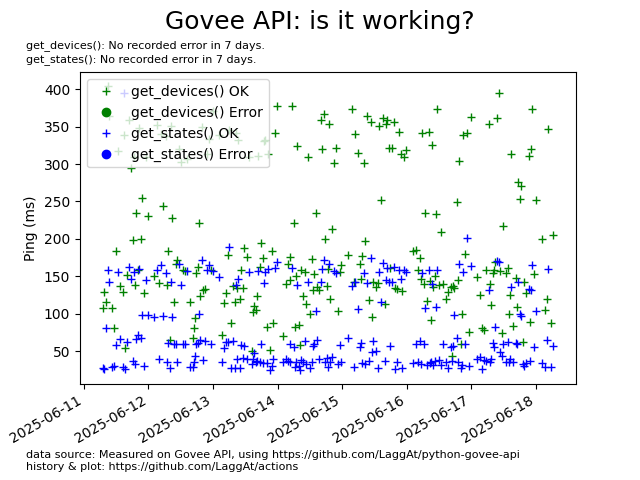 Govee API: is it working?
get_devices(): No recorded error in 7 days.
get_states(): No recorded error in 7 days.
get_devices() OK
get_devices() Error
get_states() OK
get_states() Error
Ping (ms)
400
350
300
250
200
150
100
50
2025-06-11
2025-06-12
2025-06-13
2025-06-14
2025-06-15
2025-06-16
2025-06-17
2025-06-18
data source: Measured on Govee API, using https://github.com/LaggAt/python-govee-api
history & plot: https://github.com/LaggAt/actions